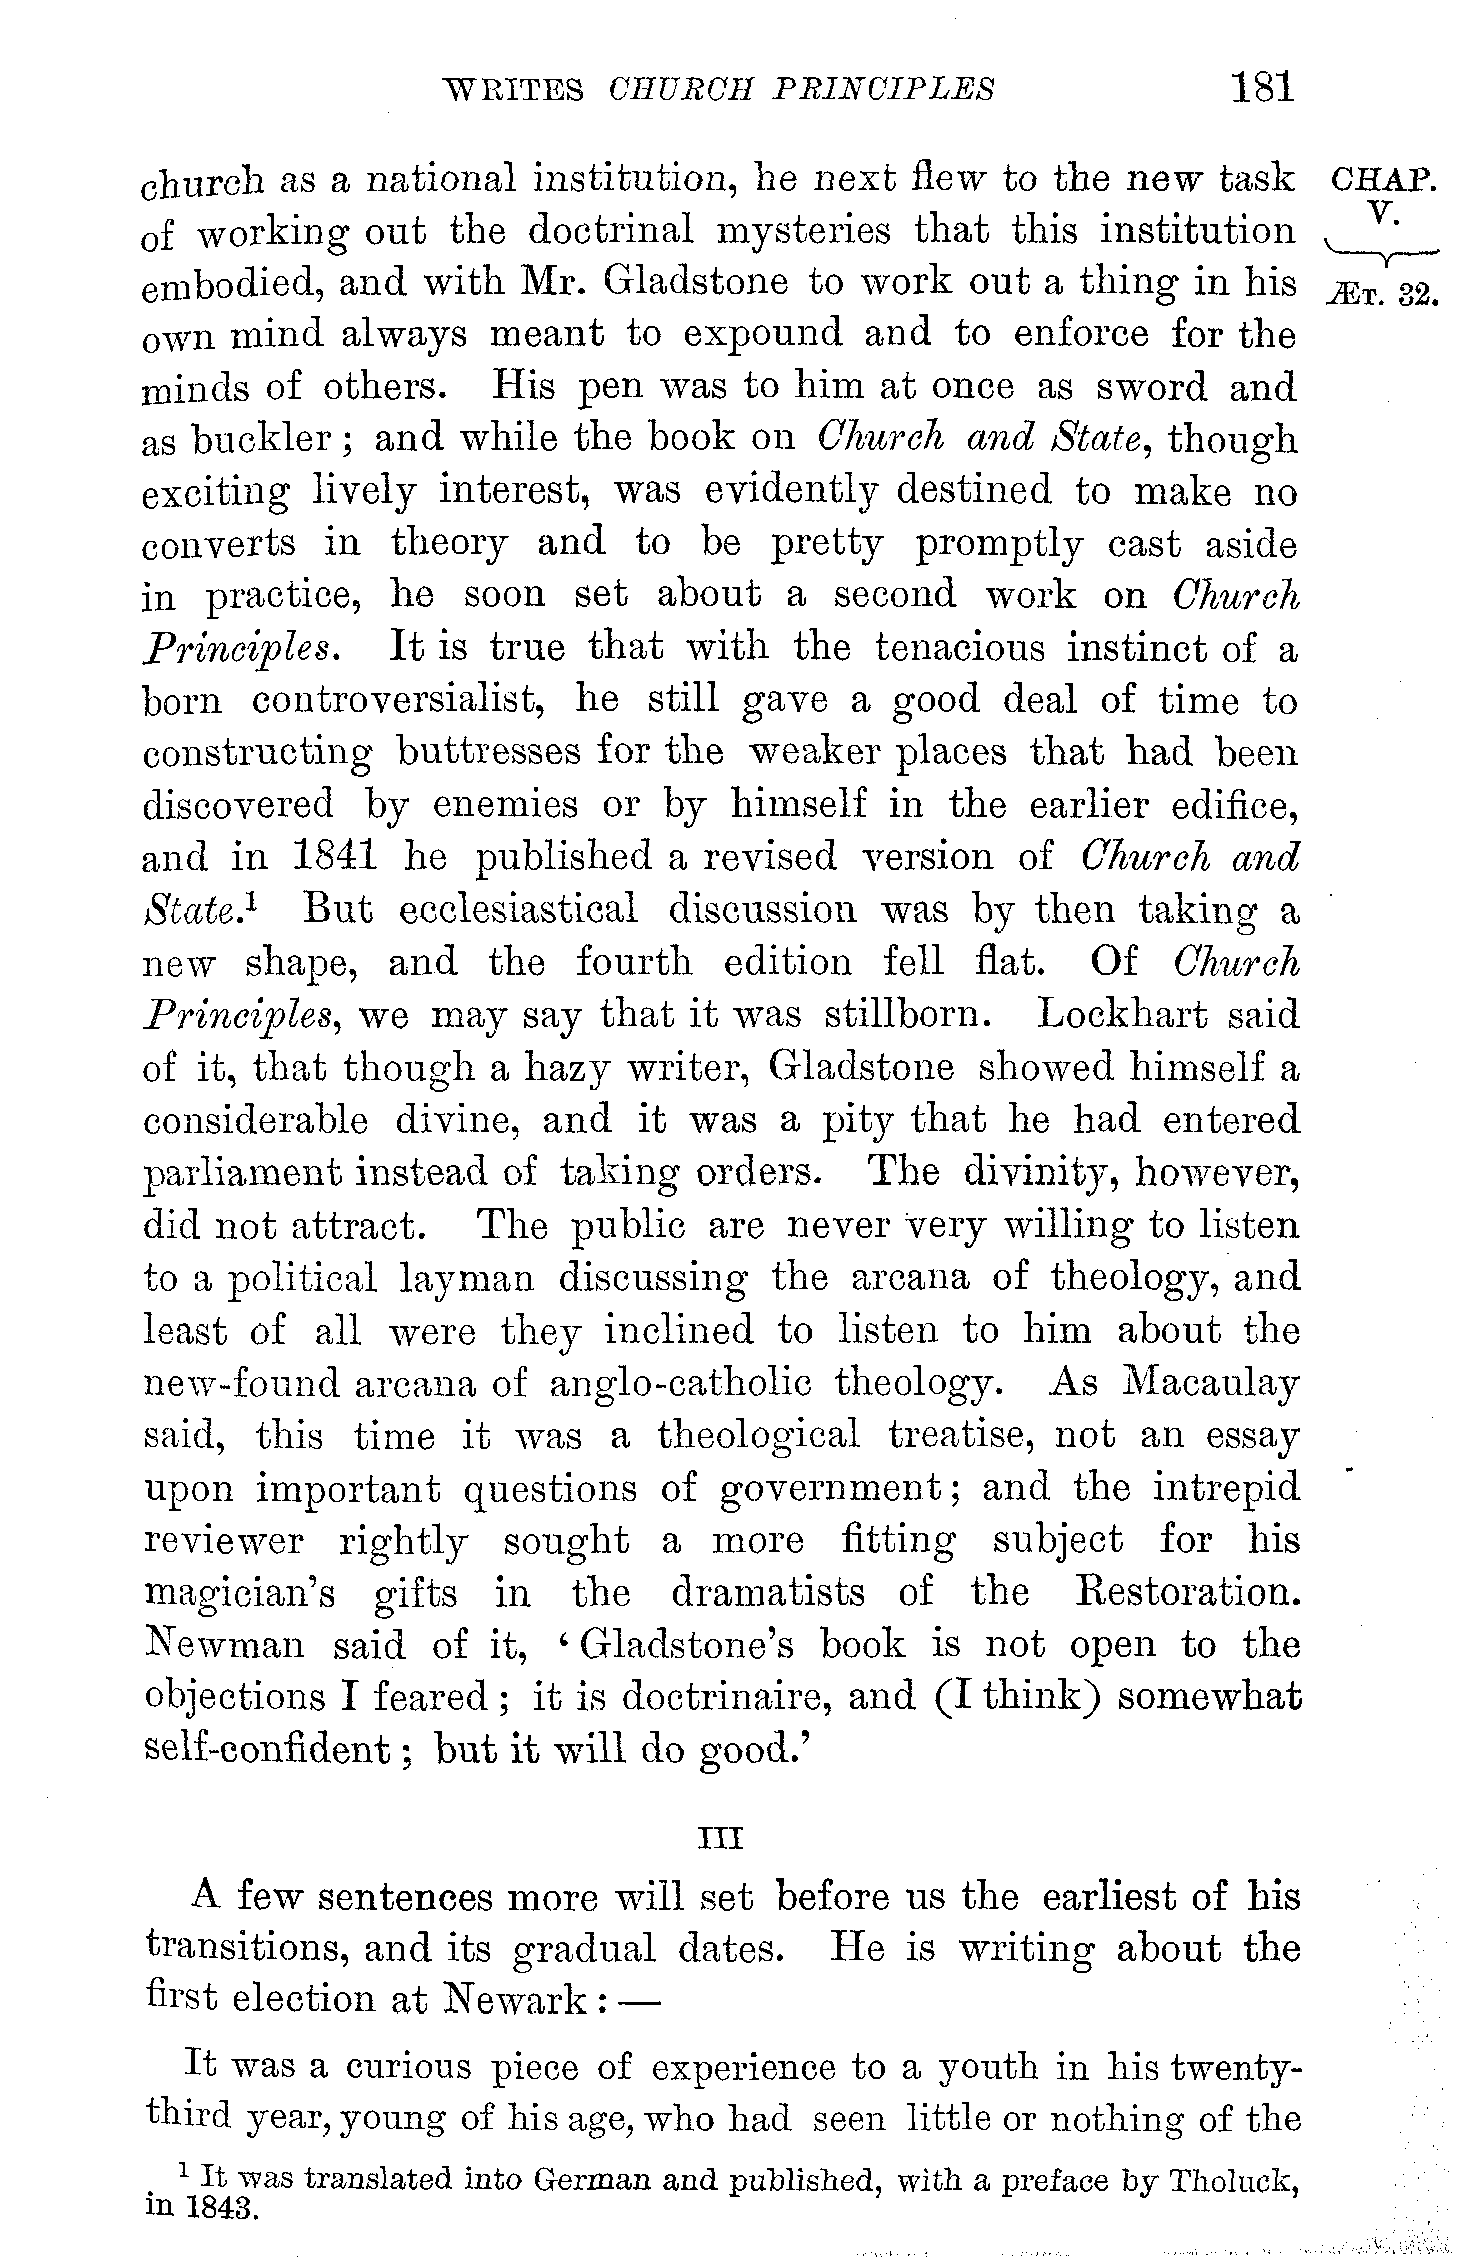 WRITES CHURCH PRINCIPLES 181
church as a national institution, he next flew to the new task
of working out the doctrinal mysteries that this institution
embodied, and with Mr. Gladstone to work out a thing in his
own mind always meant to expound and to enforce for the
minds of others. His pen was to him at once as sword and
as buckler; and while the book on Church and State, though
exciting lively interest, was evidently destined to make no
converts in theory and to be pretty promptly cast aside
in practice, he soon set about a second work on Church
Principles. It is true that with the tenacious instinct of a
born controversialist, he still gave a good deal of time to
constructing buttresses for the weaker places that had been
discovered by enemies or by himself in the earlier edifice,
and in 1841 he published a revised version of Church and
State.¹ But ecclesiastical discussion was by then taking a
new shape, and the fourth edition fell flat. Of Church
Principles, we may say that it was stillborn. Lockhart said
of it, that though a hazy writer, Gladstone showed himself a
considerable divine, and it was a pity that he had entered
parliament instead of taking orders. The divinity, however,
did not attract. The public are never very willing to listen
to a political layman discussing the arcana of theology, and
least of all were they inclined to listen to him about the
new-found arcana of anglo-catholic theology. As Macaulay
said, this time it was a theological treatise, not an essay
upon important questions of government; and the intrepid
reviewer rightly sought a more fitting subject for his
magician's gifts in the dramatists of the Restoration.
Newman said of it, ‘Gladstone's book is not open to the
objections I feared; it is doctrinaire, and (I think) somewhat
self-confident; but it will do good.’
CHAP.
V.
ÆT. 32.
III
A few sentences more will set before us the earliest of his
transitions, and its gradual dates. He is writing about the
first election at Newark:—
It was a curious piece of experience to a youth in his twenty-
third year, young of his age, who had seen little or nothing of the
¹ It was translated into German and published, with a preface by Tholuck,
in 1843.